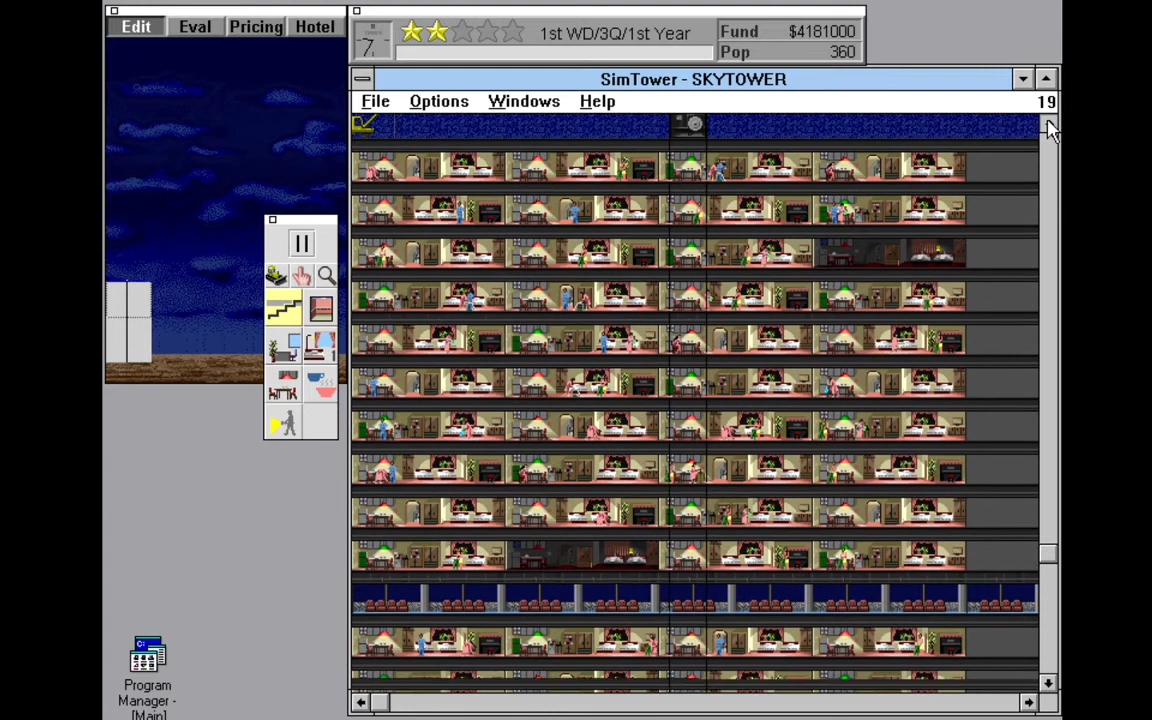 Edit Eval Pricing Hotel
7
1st WD/3Q/1st Year
Fund $4181000
Pop 360
SimTower - SKYTOWER
File Options Windows Help 19
1
Program
Manager -
[Main]